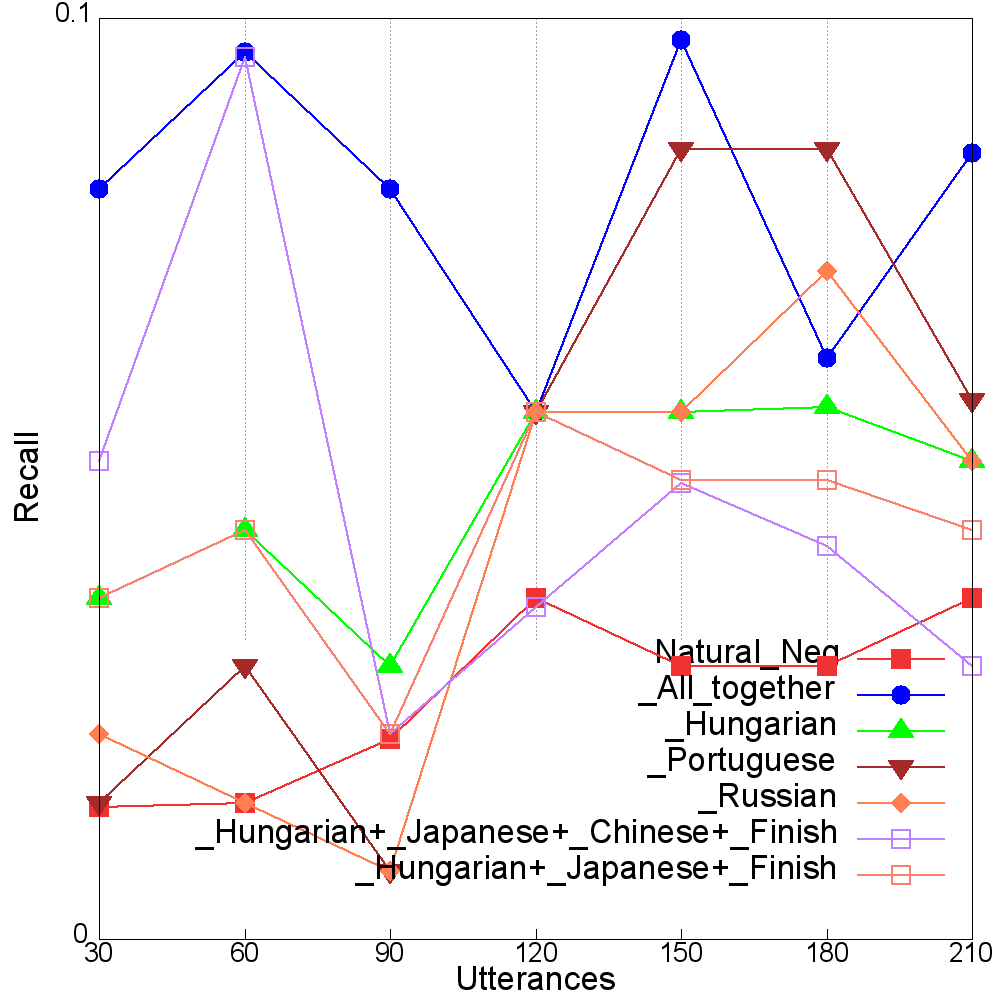 0.1
Recall
Natural_Neg
_All_together
_Hungarian
_Portuguese
_Russian
_Hungarian+_Japanese+_Chinese+_Finish
_Hungarian+_Japanese+_Finish
0
30 60 90 120 150 180 210
Utterances